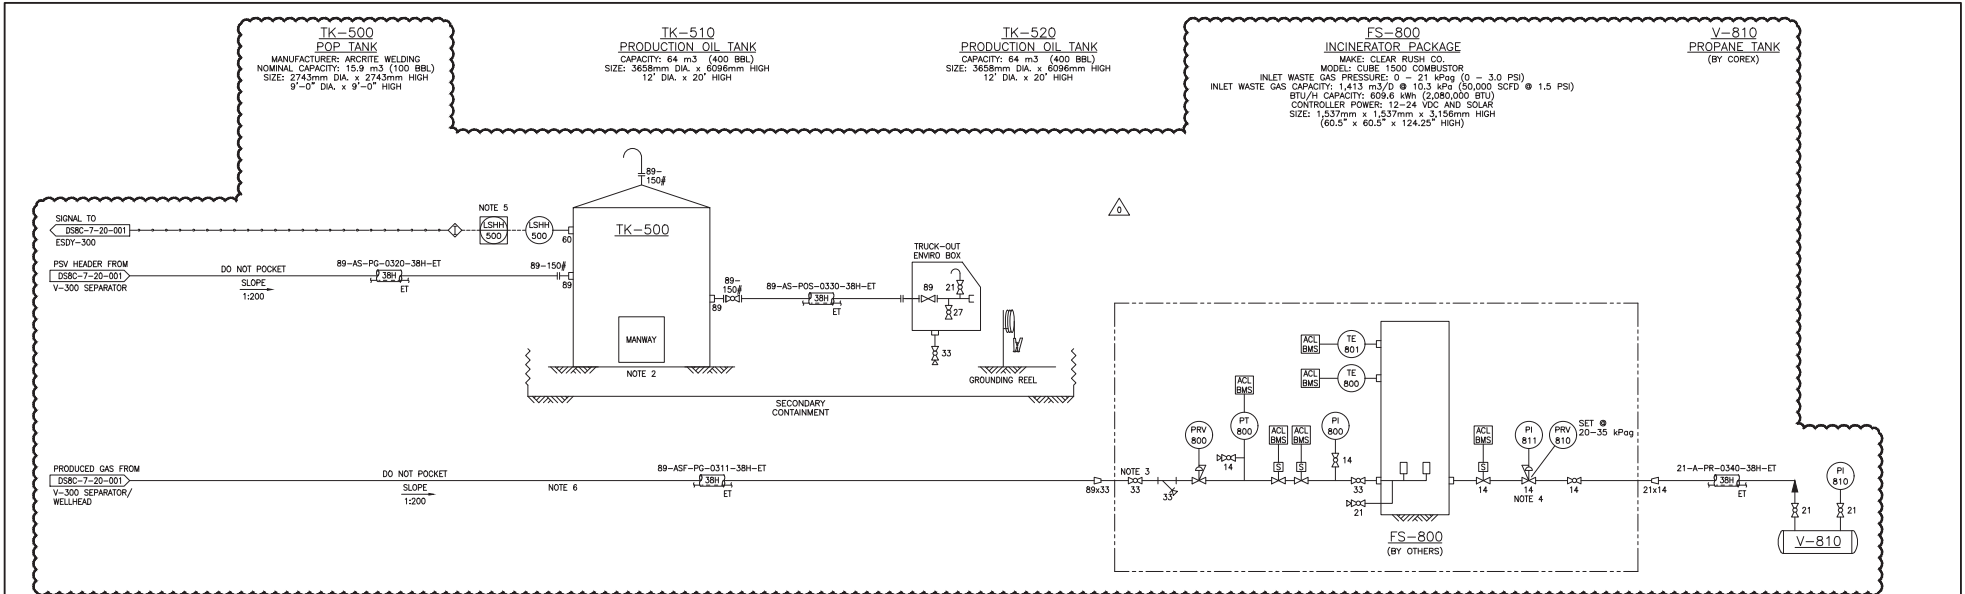 TK-500
POP TANK
MANUFACTURER: ARCRITE WELDING
NOMINAL CAPACITY: 15.9 m3 (100 BBL)
SIZE: 2743mm DIA. x 2743mm HIGH
9'-0" DIA. x 9'-0" HIGH
TK-510
PRODUCTION OIL TANK
CAPACITY: 64 m3 (400 BBL)
SIZE: 3658mm DIA. x 6096mm HIGH
12' DIA. x 20' HIGH
TK-520
PRODUCTION OIL TANK
CAPACITY: 64 m3 (400 BBL)
SIZE: 3658mm DIA. x 6096mm HIGH
12' DIA. x 20' HIGH
FS-800
INCINERATOR PACKAGE
MAKE: CLEAR RUSH CO.
MODEL: CUBE 1500 COMBUSTOR
INLET WASTE GAS PRESSURE: 0 - 21 kPag (0 - 3.0 PSI)
INLET WASTE GAS CAPACITY: 1,413 m3/D @ 10.3 kPa (50,000 SCFD @ 1.5 PSI)
BTU/H CAPACITY: 609.6 kWh (2,080,000 BTU)
CONTROLLER POWER: 12-24 VDC AND SOLAR
SIZE: 1,537mm x 1,537mm x 3,156mm HIGH
(60.5" x 60.5" x 124.25" HIGH)
V-810
PROPANE TANK
(BY COREX)
SIGNAL TO
DS8C-7-20-001
ESDY-300
I
NOTE 5
LSHH
500
LSHH
500
60
89-
150#
TK-500
MANWAY
NOTE 2
PSV HEADER FROM
DS8C-7-20-001
V-300 SEPARATOR
DO NOT POCKET
SLOPE
1:200
89-AS-PG-0320-38H-ET
38H
ET
89-150#
89
89-
150#
89
89-AS-POS-0330-38H-ET
38H
ET
TRUCK-OUT
ENVIRO BOX
89
21
27
33
GROUNDING REEL
SECONDARY
CONTAINMENT
0
PRODUCED GAS FROM
DS8C-7-20-001
V-300 SEPARATOR/
WELLHEAD
DO NOT POCKET
SLOPE
1:200
NOTE 6
89-ASF-PG-0311-38H-ET
38H
ET
89x33
NOTE 3
33
33
PRV
800
ACL
BMS
PT
800
14
ACL
BMS
S
ACL
BMS
S
PI
800
14
33
21
ACL
BMS
TE
801
ACL
BMS
TE
800
FS-800
(BY OTHERS)
ACL
BMS
S
14
PI
811
PRV
810
SET @
20-35 kPag
14
NOTE 4
14
21x14
21-A-PR-0340-38H-ET
38H
ET
21
PI
810
21
V-810